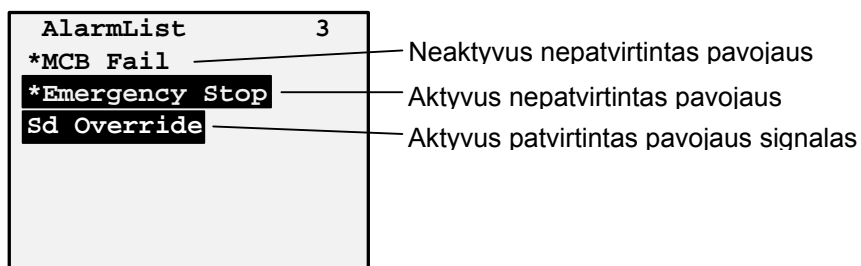 AlarmList 3
*MCB Fail
*Emergency Stop
Sd Override
Neaktyvus nepatvirtintas pavojaus
Aktyvus nepatvirtintas pavojaus
Aktyvus patvirtintas pavojaus signalas